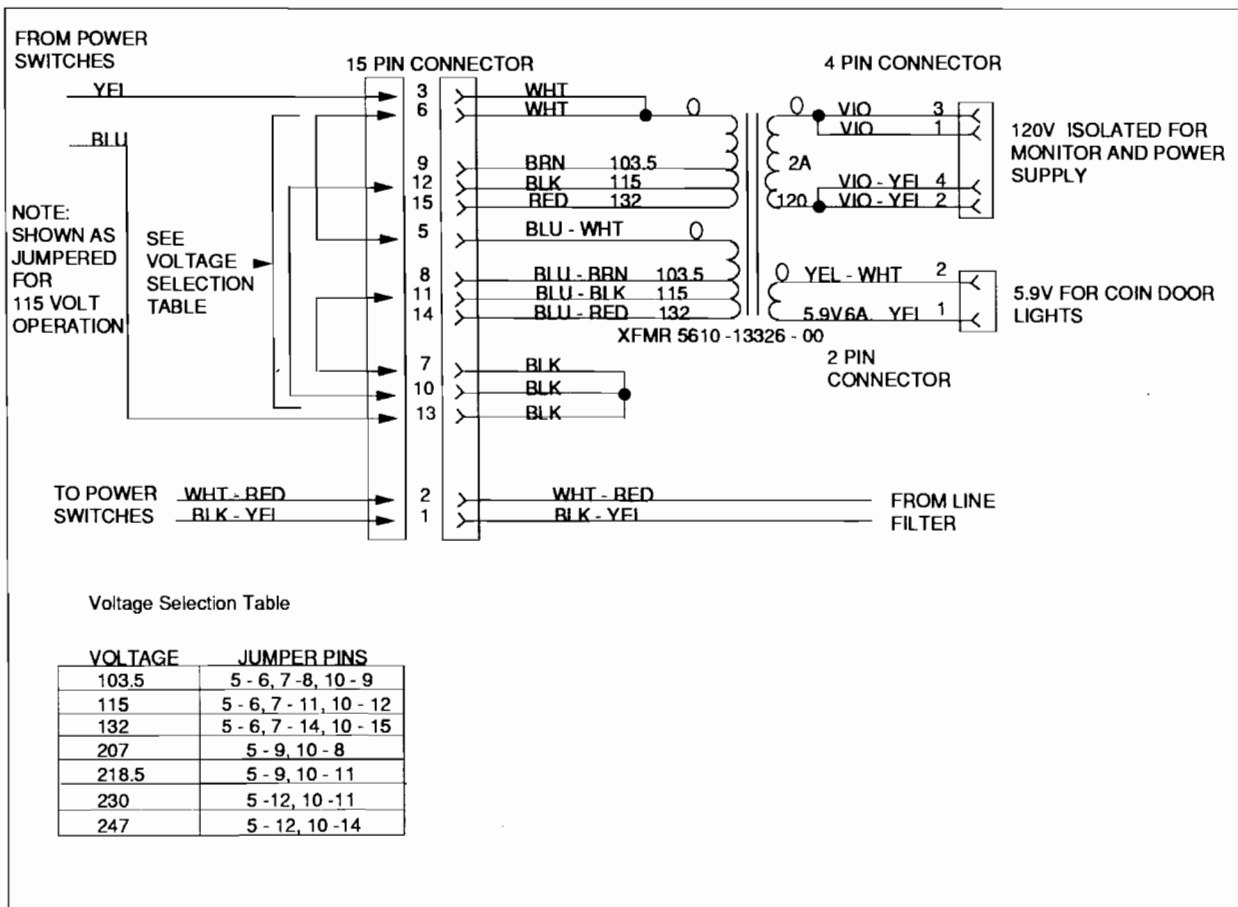 FROM POWER
SWITCHES
15 PIN CONNECTOR
4 PIN CONNECTOR
YEL
3
WHT
6
WHT
0
0
VIO 3
VIO 1
120V ISOLATED FOR
MONITOR AND POWER
SUPPLY
BLU
9
BRN 103.5
2A
12
BLK 115
VIO - YEL 4
15
RED 132
120
VIO - YEL 2
NOTE:
SHOWN AS
JUMPERED
FOR
115 VOLT
OPERATION
SEE
VOLTAGE
SELECTION
TABLE
5
BLU - WHT
0
8
BLU - BRN 103.5
0
YEL - WHT 2
11
BLU - BLK 115
5.9V FOR COIN DOOR
LIGHTS
14
BLU - RED 132
5.9V6A. YEL 1
XFMR 5610 -13326 - 00
2 PIN
CONNECTOR
7
BLK
10
BLK
13
BLK
TO POWER
SWITCHES
WHT - RED
2
WHT - RED
FROM LINE
FILTER
BLK - YEL
1
BLK - YEL
Voltage Selection Table
VOLTAGE JUMPER PINS
103.5 5 - 6, 7 -8, 10 - 9
115 5 - 6, 7 - 11, 10 - 12
132 5 - 6, 7 - 14, 10 - 15
207 5 - 9, 10 - 8
218.5 5 - 9, 10 - 11
230 5 -12, 10 -11
247 5 - 12, 10 -14